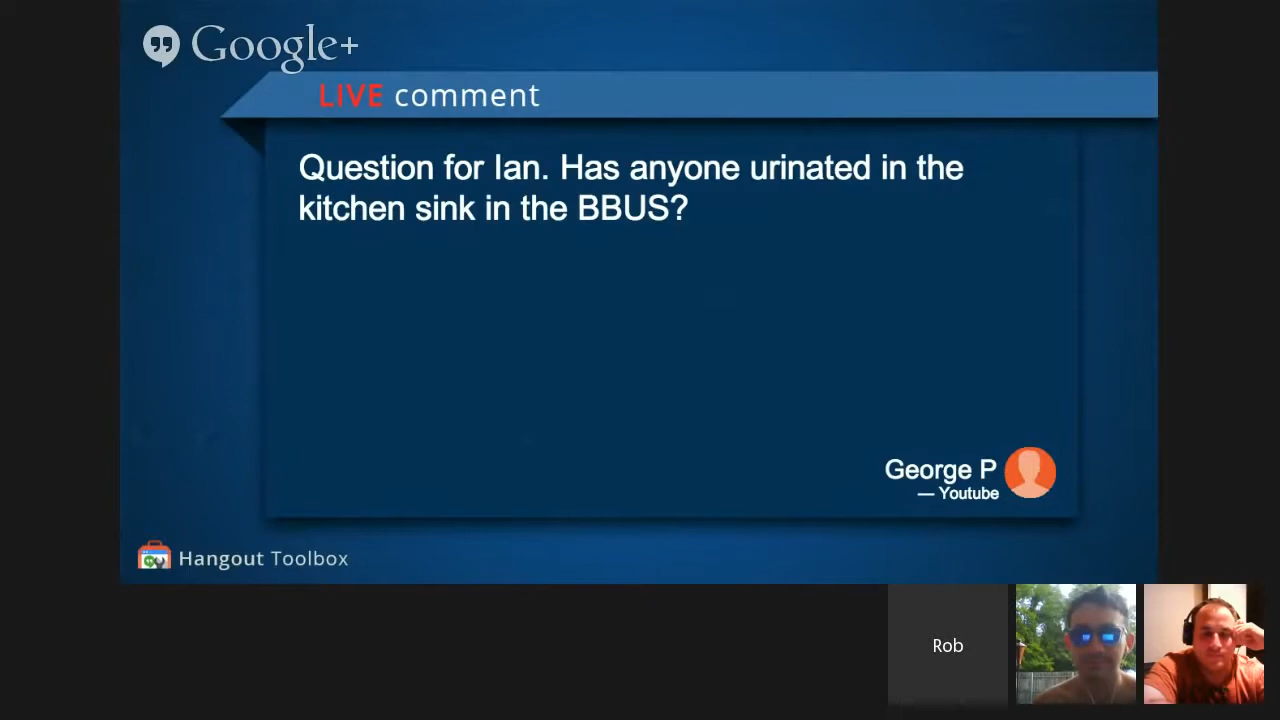 Google+
LIVE comment
Question for Ian. Has anyone urinated in the
kitchen sink in the BBUS?
George P
— Youtube
Hangout Toolbox
Rob